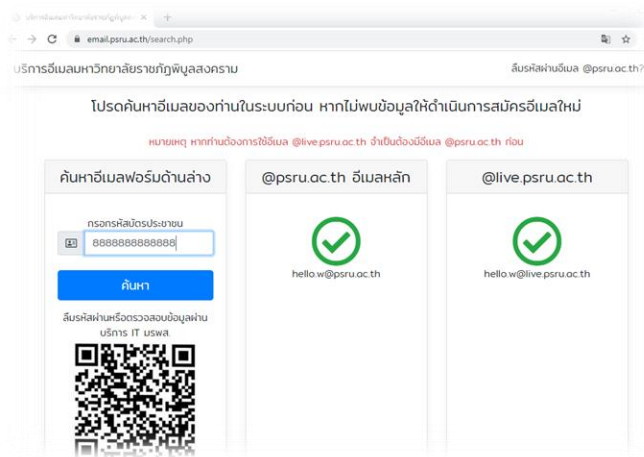 email.psru.ac.th/search.php
บริการอีเมลมหาวิทยาลัยราชภัฏพิบูลสงคราม
ลืมรหัสผ่านอีเมล @psru.ac.th?
โปรดค้นหาอีเมลของท่านในระบบก่อน หากไม่พบข้อมูลให้ดำเนินการสมัครอีเมลใหม่
หมายเหตุ หากท่านต้องการใช้อีเมล @live.psru.ac.th จำเป็นต้องมีอีเมล @psru.ac.th ก่อน
ค้นหาอีเมลฟอร์มด้านล่าง
กรอกรหัสบัตรประชาชน
8888888888888
ค้นหา
ลืมรหัสผ่านหรือตรวจสอบข้อมูลผ่าน
บริการ IT มรพส.
@psru.ac.th อีเมลหลัก
hello.w@psru.ac.th
@live.psru.ac.th
hello.w@live.psru.ac.th